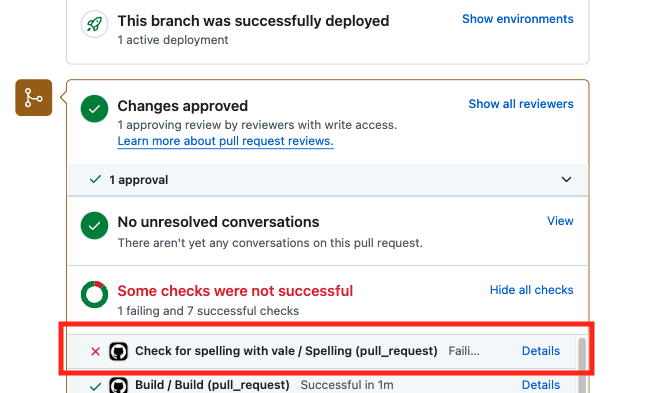 This branch was successfully deployed
Show environments
1 active deployment
Changes approved
Show all reviewers
1 approving review by reviewers with write access.
Learn more about pull request reviews.
1 approval
No unresolved conversations
View
There aren't yet any conversations on this pull request.
Some checks were not successful
Hide all checks
1 failing and 7 successful checks
Check for spelling with vale / Spelling (pull_request) Faili... Details
Build / Build (pull_request) Successful in 1m Details